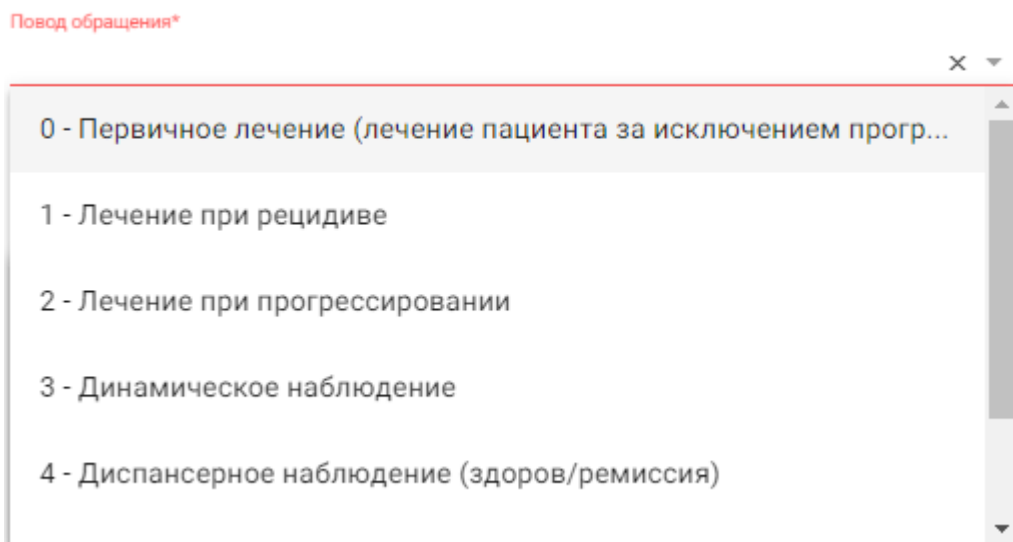 Повод обращения*
0 - Первичное лечение (лечение пациента за исключением прогр...
1 - Лечение при рецидиве
2 - Лечение при прогрессировании
3 - Динамическое наблюдение
4 - Диспансерное наблюдение (здоров/ремиссия)